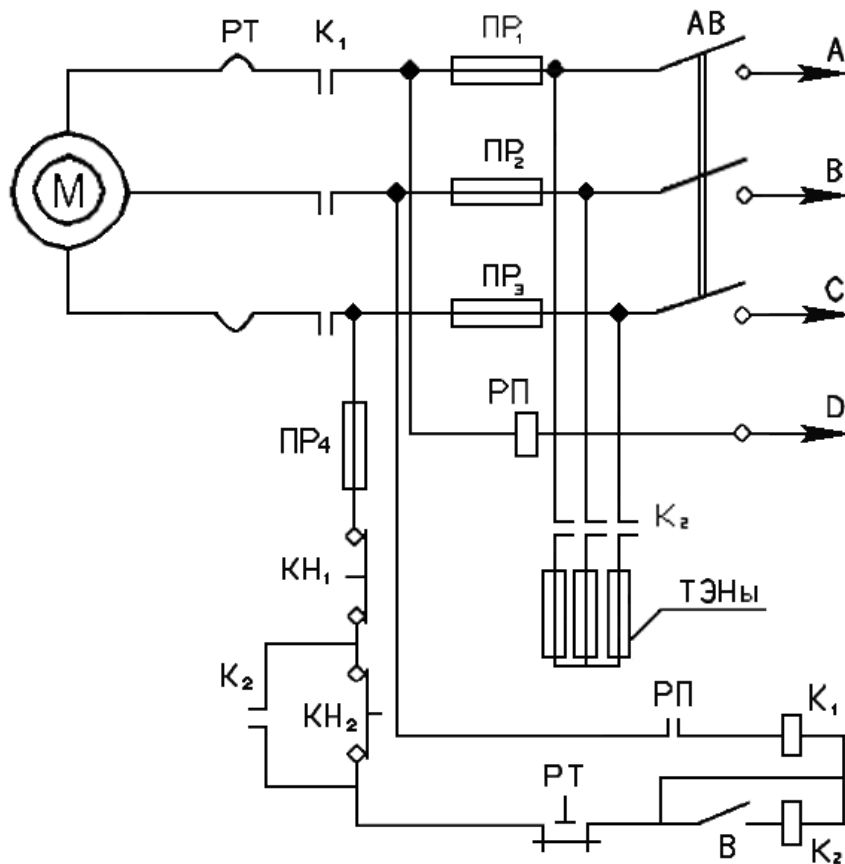 РТ
К₁
ПР₁
АВ
А
М
ПР₂
В
ПР₃
С
РП
D
ПР₄
К₂
КН₁
ТЭНы
К₂
КН₂
РП
К₁
РТ
В
К₂